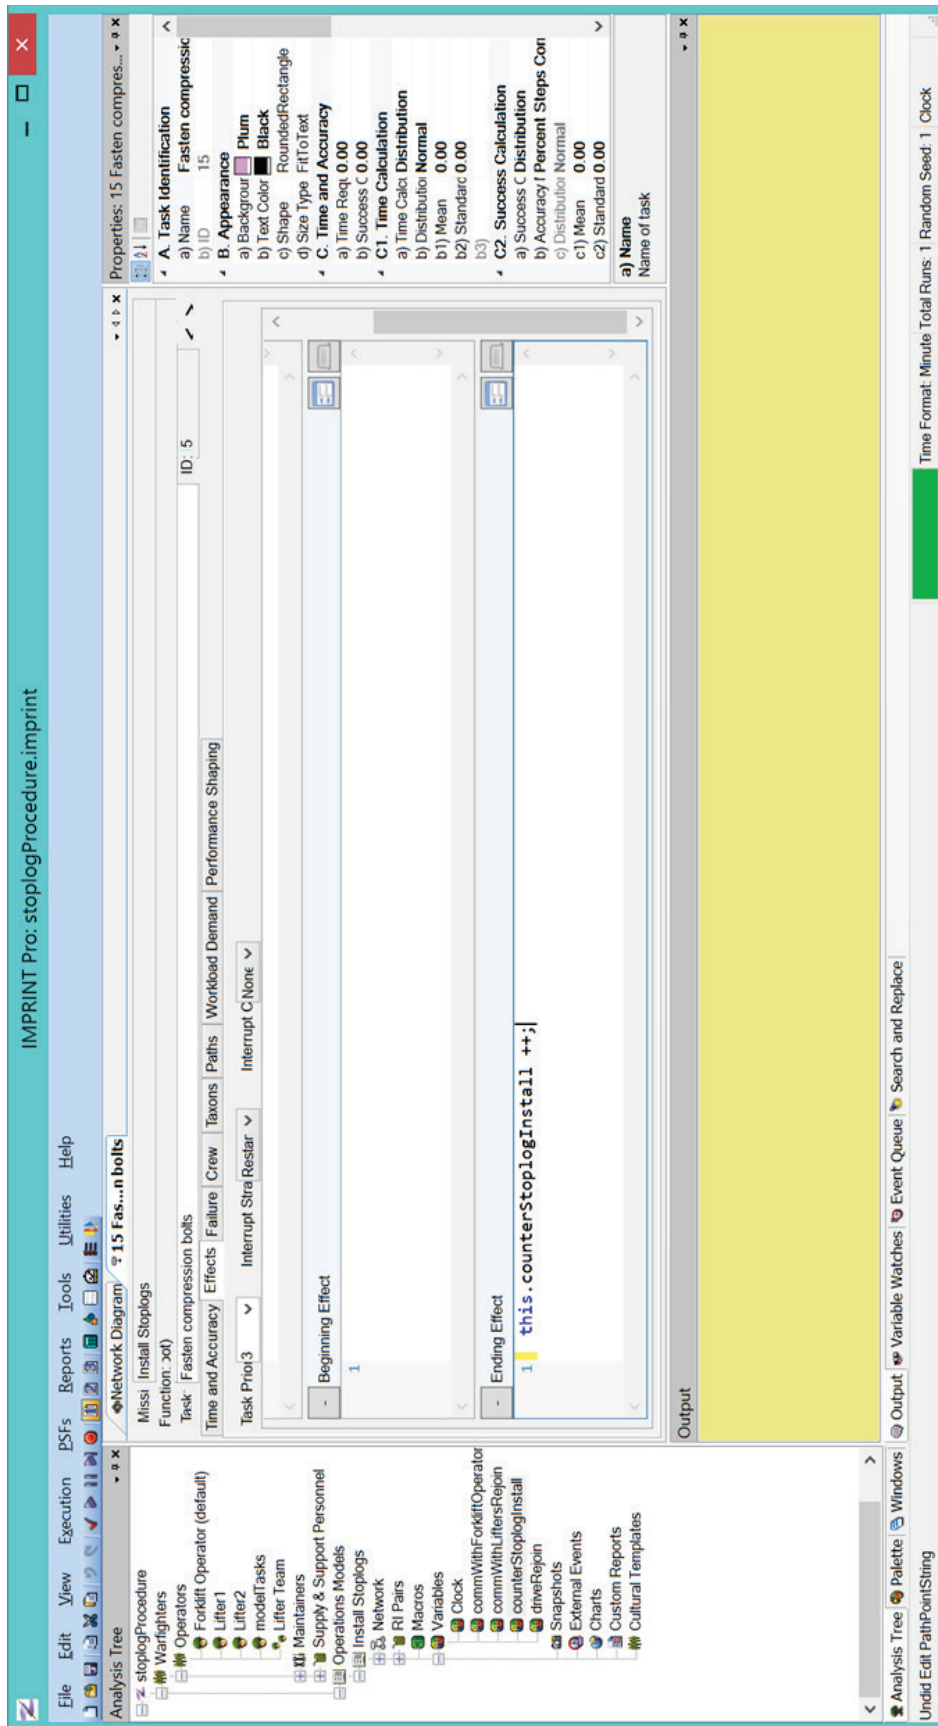 IMPRINT Pro: stoplogProcedure.imprint
File Edit View Execution PSFs Reports Tools Utilities Help
Analysis Tree
stoplogProcedure
Warfighters
Operators
Forklift Operator (default)
Lifter1
Lifter2
modelTasks
Lifter Team
Maintainers
Supply & Support Personnel
Operations Models
Install Stoplogs
Network
RI Pairs
Macros
Variables
Clock
commWithForkliftOperator
commWithLiftersRejoin
counterStoplogInstall
driveRejoin
Snapshots
External Events
Charts
Custom Reports
Cultural Templates
Analysis Tree Palette Windows
Network Diagram 15 Fas...n bolts
Missi Install Stoplogs
Function: oot)
Task: Fasten compression bolts ID: 5
Time and Accuracy Effects Failure Crew Taxons Paths Workload Demand Performance Shaping
Task Prior 3 Interrupt Stra Restar Interrupt C None
- Beginning Effect
1
- Ending Effect
1 this.counterStoplogInstall ++;
Properties: 15 Fasten compres...
A. Task Identification
a) Name Fasten compressic
b) ID 15
B. Appearance
a) Backgrour Plum
b) Text Color Black
c) Shape RoundedRectangle
d) Size Type FitToText
C. Time and Accuracy
a) Time Requ 0.00
b) Success C 0.00
C1. Time Calculation
a) Time Calcu Distribution
b) Distributio Normal
b1) Mean 0.00
b2) Standarc 0.00
b3)
C2. Success Calculation
a) Success C Distribution
b) Accuracy / Percent Steps Con
c) Distributio Normal
c1) Mean 0.00
c2) Standard 0.00
a) Name
Name of task
Output
Output Variable Watches Event Queue Search and Replace
Undid Edit PathPointString Time Format: Minute Total Runs: 1 Random Seed: 1 Clock